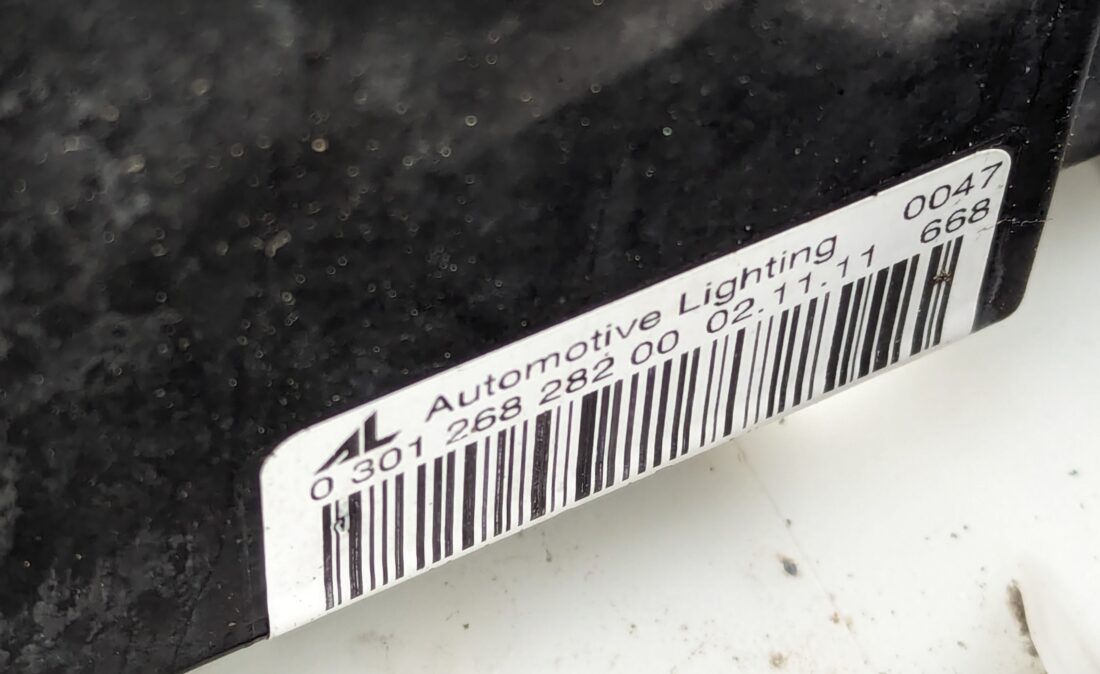 AL Automotive Lighting 0047
0 301 268 282 00 02.11.11 668